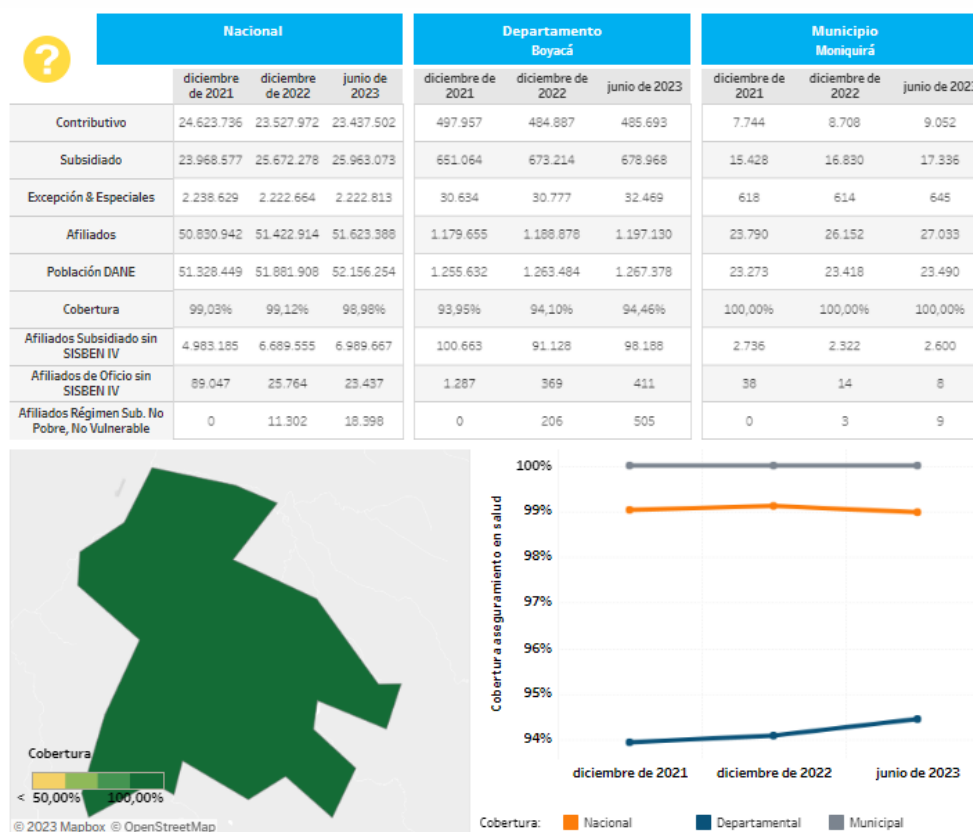 ?
Nacional
Departamento
Boyacá
Municipio
Moniquirá
diciembre de 2021 diciembre de 2022 junio de 2023 diciembre de 2021 diciembre de 2022 junio de 2023 diciembre de 2021 diciembre de 2022 junio de 2023
Contributivo 24.623.736 23.527.972 23.437.502 497.957 484.887 485.693 7.744 8.708 9.052
Subsidiado 23.968.577 25.672.278 25.963.073 651.064 673.214 678.968 15.428 16.830 17.336
Excepción & Especiales 2.238.629 2.222.664 2.222.813 30.634 30.777 32.469 618 614 645
Afiliados 50.830.942 51.422.914 51.623.388 1.179.655 1.188.878 1.197.130 23.790 26.152 27.033
Población DANE 51.328.449 51.881.908 52.156.254 1.255.632 1.263.484 1.267.378 23.273 23.418 23.490
Cobertura 99,03% 99,12% 98,98% 93,95% 94,10% 94,46% 100,00% 100,00% 100,00%
Afiliados Subsidiado sin SISBEN IV 4.983.185 6.689.555 6.989.667 100.663 91.128 98.188 2.736 2.322 2.600
Afiliados de Oficio sin SISBEN IV 89.047 25.764 23.437 1.287 369 411 38 14 8
Afiliados Régimen Sub. No Pobre, No Vulnerable 0 11.302 18.398 0 206 505 0 3 9
Cobertura
< 50,00% 100,00%
© 2023 Mapbox © OpenStreetMap
Cobertura aseguramiento en salud
100%
99%
98%
97%
96%
95%
94%
diciembre de 2021 diciembre de 2022 junio de 2023
Cobertura: Nacional Departamental Municipal